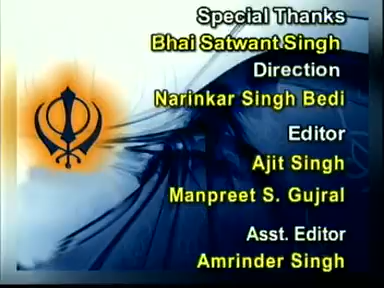 Special Thanks
Bhai Satwant Singh
Direction
Narinkar Singh Bedi
Editor
Ajit Singh
Manpreet S. Gujral
Asst. Editor
Amrinder Singh